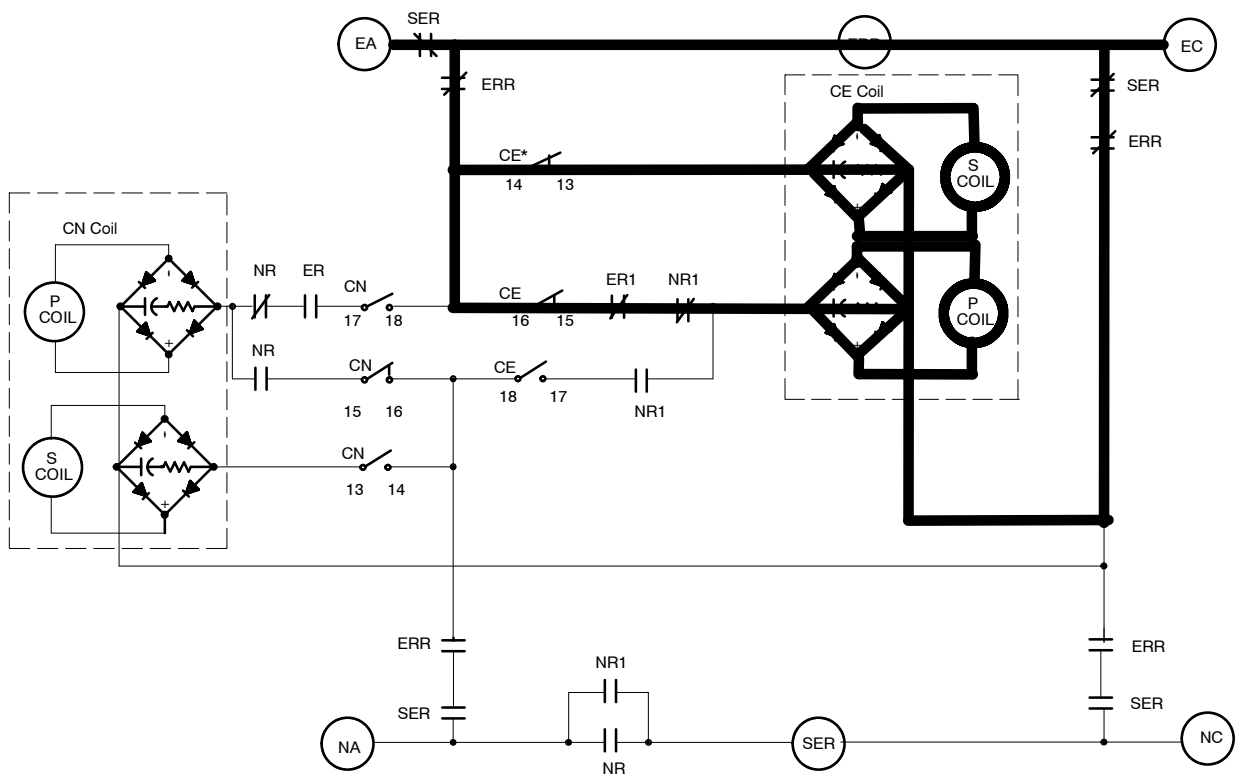 SER
EA
EC
ERR
CE Coil
SER
ERR
CE*
14 13
S
COIL
CN Coil
NR ER CN
17 18
CE ER1 NR1
16 15
P
COIL
P
COIL
+
NR CN
15 16
CE
18 17
NR1
S
COIL
+
CN
13 14
ERR
NR1
ERR
SER
SER
NA
NR
SER
NC